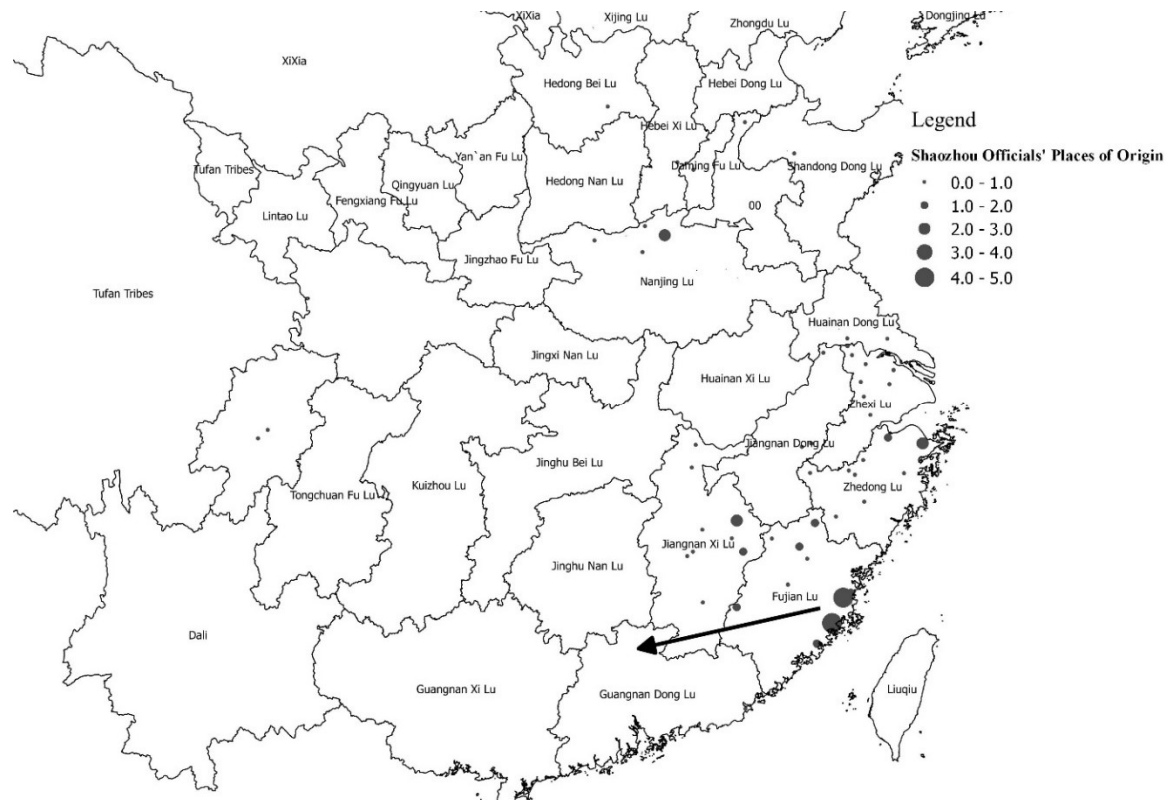 XiXia
Xijing Lu
Zhongdu Lu
Dongjing Lu
XiXia
Hedong Bei Lu
Hebei Dong Lu
Hebei Xi Lu
Legend
Shaozhou Officials' Places of Origin
0.0 - 1.0
1.0 - 2.0
2.0 - 3.0
3.0 - 4.0
4.0 - 5.0
Tufan Tribes
Yan`an Fu Lu
Daming Fu Lu
Shandong Dong Lu
Qingyuan Lu
Hedong Nan Lu
Lintao Lu
Fengxiang Fu Lu
00
Jingzhao Fu Lu
Nanjing Lu
Tufan Tribes
Huainan Dong Lu
Jingxi Nan Lu
Huainan Xi Lu
Zhexi Lu
Jiangnan Dong Lu
Jinghu Bei Lu
Kuizhou Lu
Zhedong Lu
Tongchuan Fu Lu
Jiangnan Xi Lu
Jinghu Nan Lu
Fujian Lu
Dali
Guangnan Xi Lu
Guangnan Dong Lu
Liuqiu